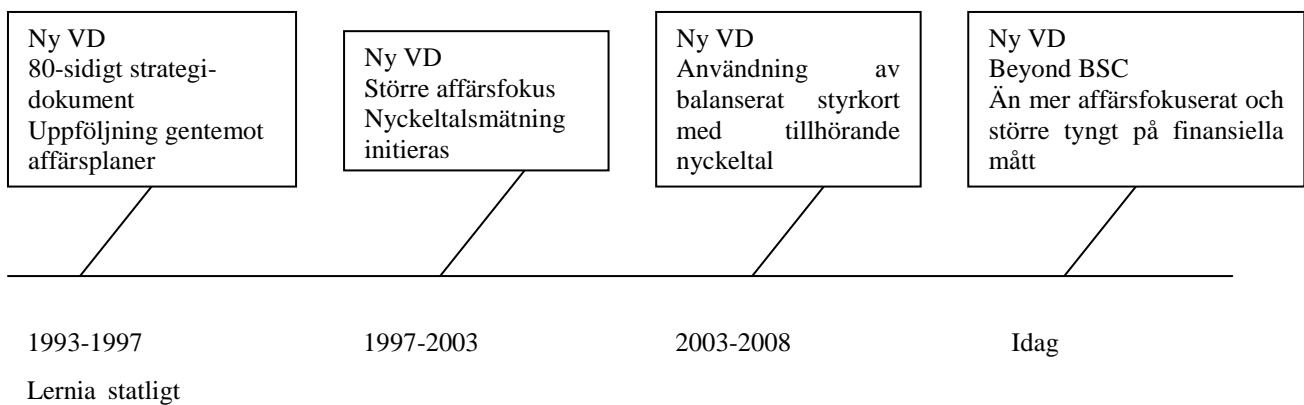 Ny VD
80-sidigt strategi-
dokument
Uppföljning gentemot
affärsplaner
Ny VD
Större affärsfokus
Nyckeltalsmätning
initieras
Ny VD
Användning av
balanserat styrkort
med tillhörande
nyckeltal
Ny VD
Beyond BSC
Än mer affärsfokuserat och
större tyngt på finansiella
mått
1993-1997
1997-2003
2003-2008
Idag
Lernia statligt